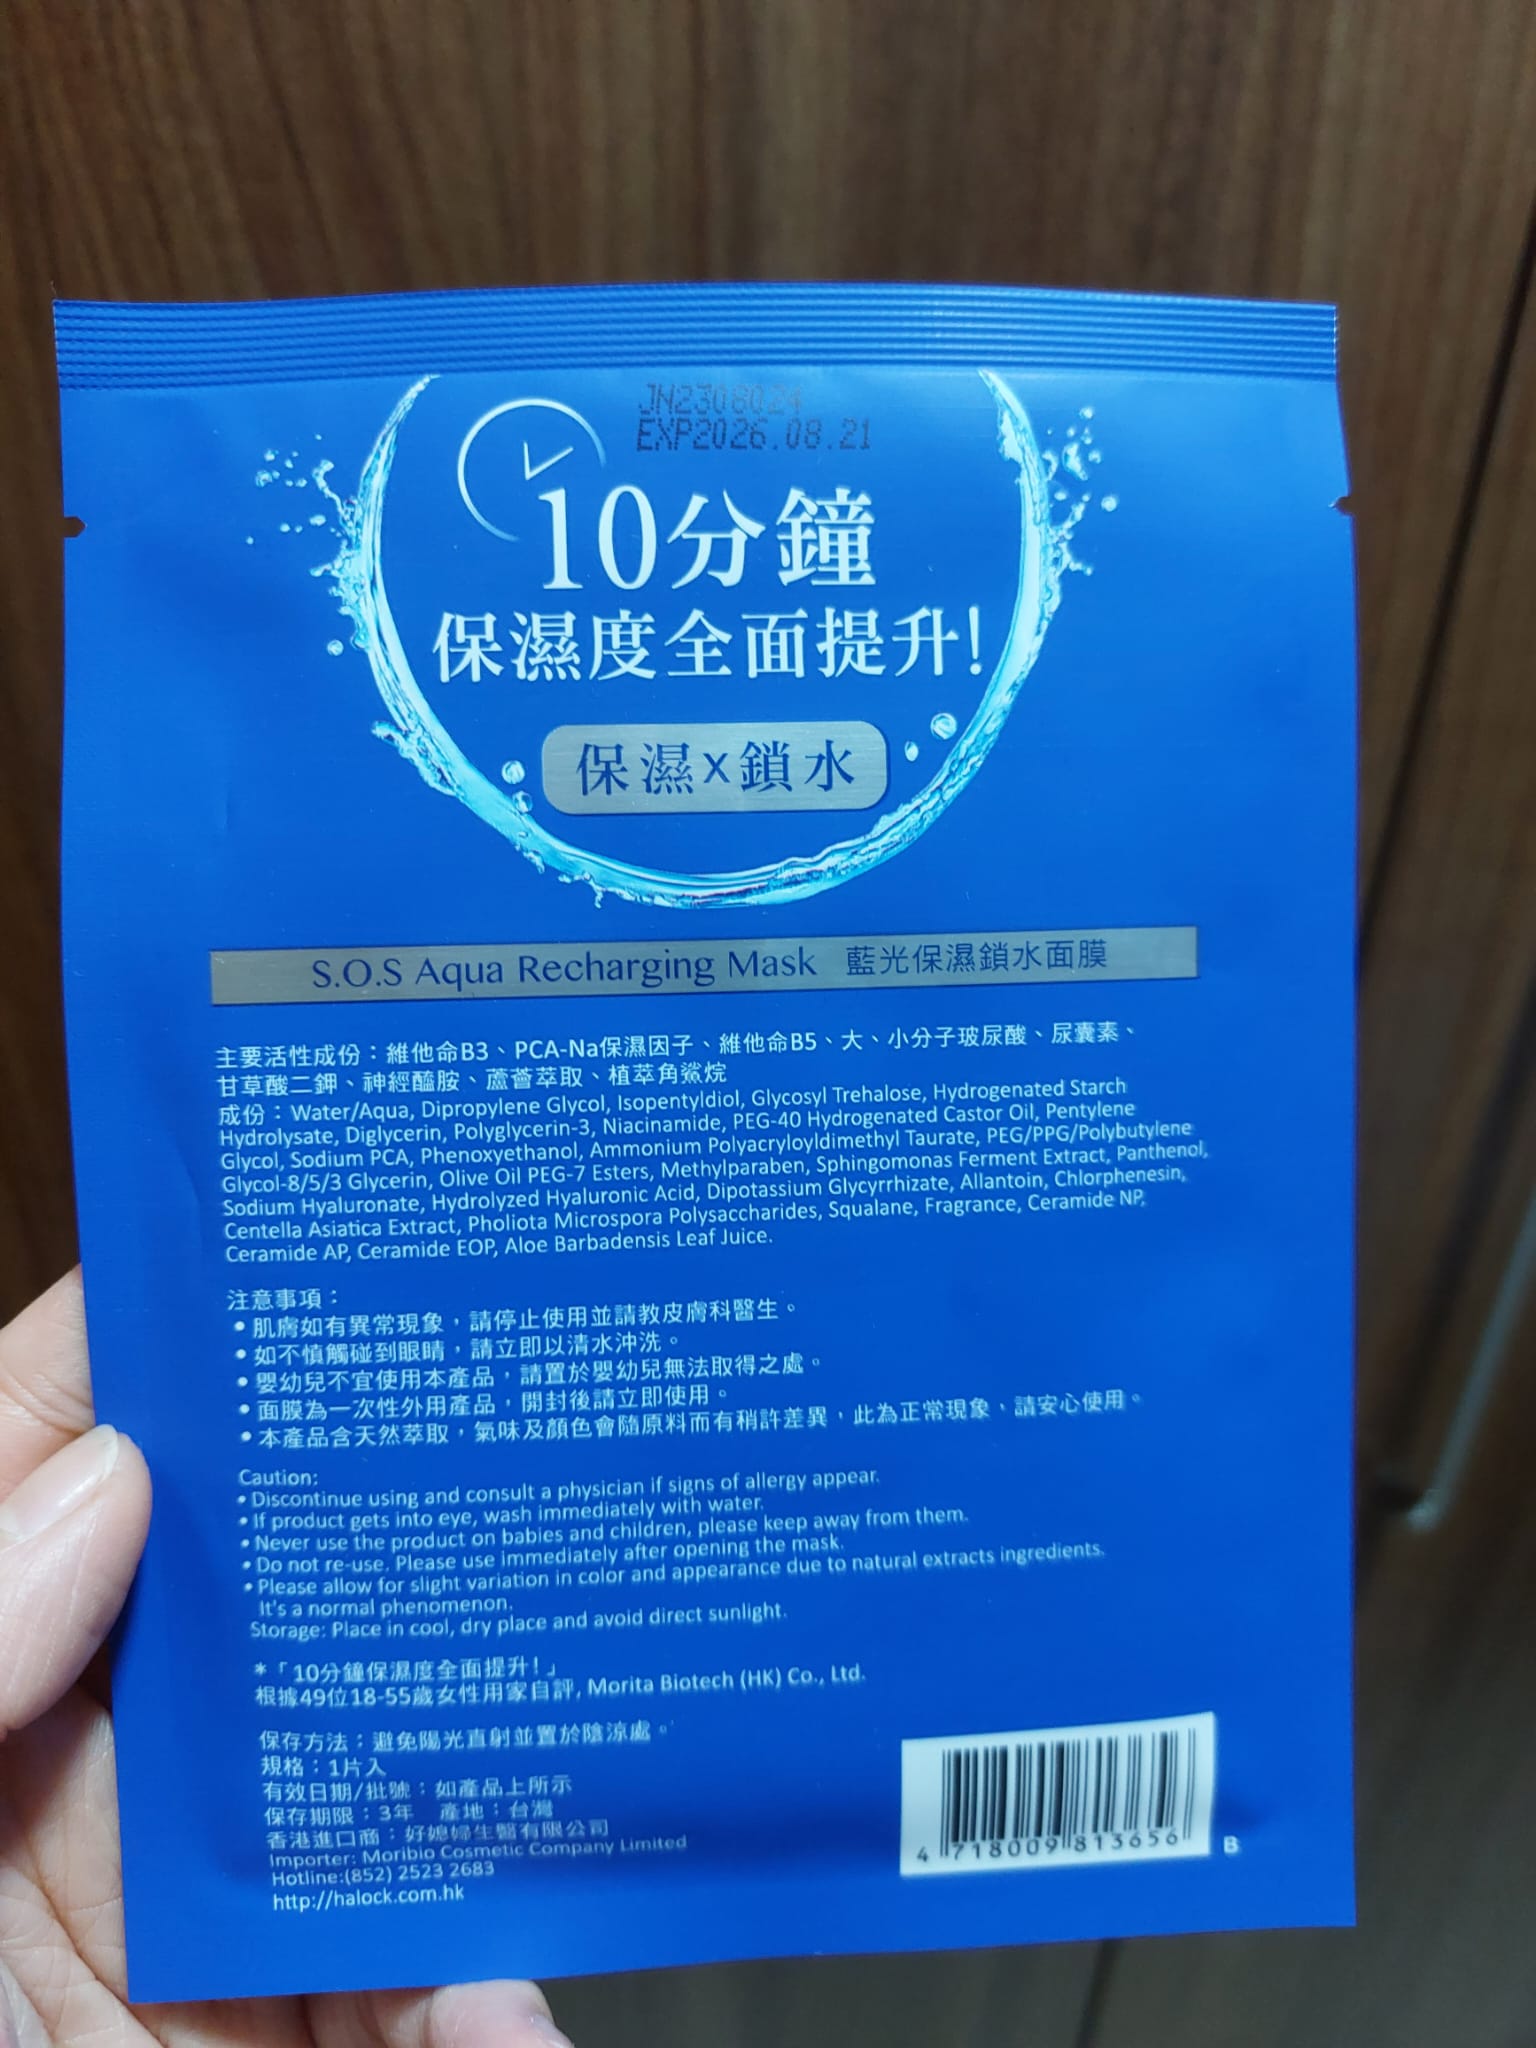 JN2308024
EXP2026.08.21
10分鐘
保濕度全面提升!
保濕x鎖水
S.O.S Aqua Recharging Mask 藍光保濕鎖水面膜
主要活性成份：維他命B3、PCA-Na保濕因子、維他命B5、大、小分子玻尿酸、尿囊素、
甘草酸二鉀、神經醯胺、蘆薈萃取、植萃角鯊烷
成份：Water/Aqua, Dipropylene Glycol, Isopentyldiol, Glycosyl Trehalose, Hydrogenated Starch
Hydrolysate, Diglycerin, Polyglycerin-3, Niacinamide, PEG-40 Hydrogenated Castor Oil, Pentylene
Glycol, Sodium PCA, Phenoxyethanol, Ammonium Polyacryloyldimethyl Taurate, PEG/PPG/Polybutylene
Glycol-8/5/3 Glycerin, Olive Oil PEG-7 Esters, Methylparaben, Sphingomonas Ferment Extract, Panthenol,
Sodium Hyaluronate, Hydrolyzed Hyaluronic Acid, Dipotassium Glycyrrhizate, Allantoin, Chlorphenesin,
Centella Asiatica Extract, Pholiota Microspora Polysaccharides, Squalane, Fragrance, Ceramide NP,
Ceramide AP, Ceramide EOP, Aloe Barbadensis Leaf Juice.
注意事項：
• 肌膚如有異常現象，請停止使用並請教皮膚科醫生。
• 如不慎觸碰到眼睛，請立即以清水沖洗。
• 嬰幼兒不宜使用本產品，請置於嬰幼兒無法取得之處。
• 面膜為一次性外用產品，開封後請立即使用。
• 本產品含天然萃取，氣味及顏色會隨原料而有稍許差異，此為正常現象，請安心使用。
Caution:
• Discontinue using and consult a physician if signs of allergy appear.
• If product gets into eye, wash immediately with water.
• Never use the product on babies and children, please keep away from them.
• Do not re-use. Please use immediately after opening the mask.
• Please allow for slight variation in color and appearance due to natural extracts ingredients.
It's a normal phenomenon.
Storage: Place in cool, dry place and avoid direct sunlight.
*「10分鐘保濕度全面提升!」
根據49位18-55歲女性用家自評, Morita Biotech (HK) Co., Ltd.
保存方法：避免陽光直射並置於陰涼處。
規格：1片入
有效日期/批號：如產品上所示
保存期限：3年 產地：台灣
香港進口商：好媳婦生醫有限公司
Importer: Moribio Cosmetic Company Limited
Hotline:(852) 2523 2683
http://halock.com.hk
4 718009 813656
B